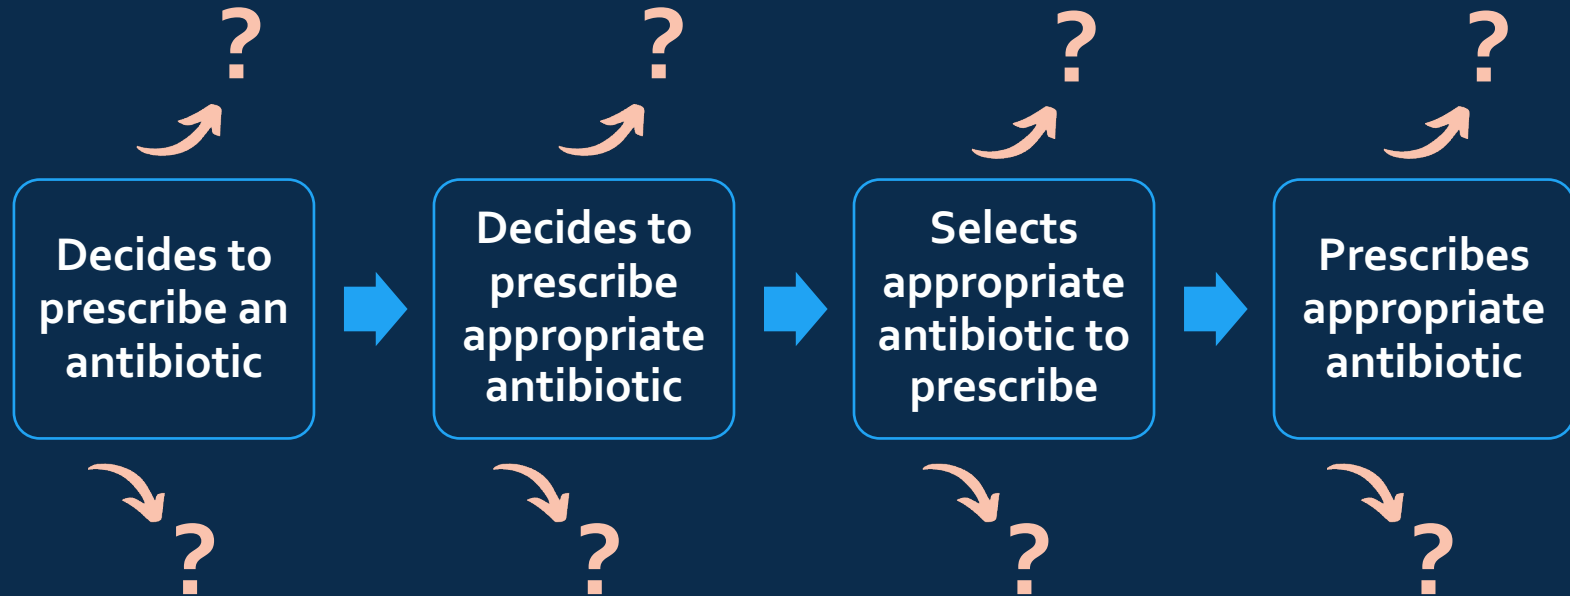 ?
?
?
?
Decides to
prescribe an
antibiotic
Decides to
prescribe
appropriate
antibiotic
Selects
appropriate
antibiotic to
prescribe
Prescribes
appropriate
antibiotic
?
?
?
?